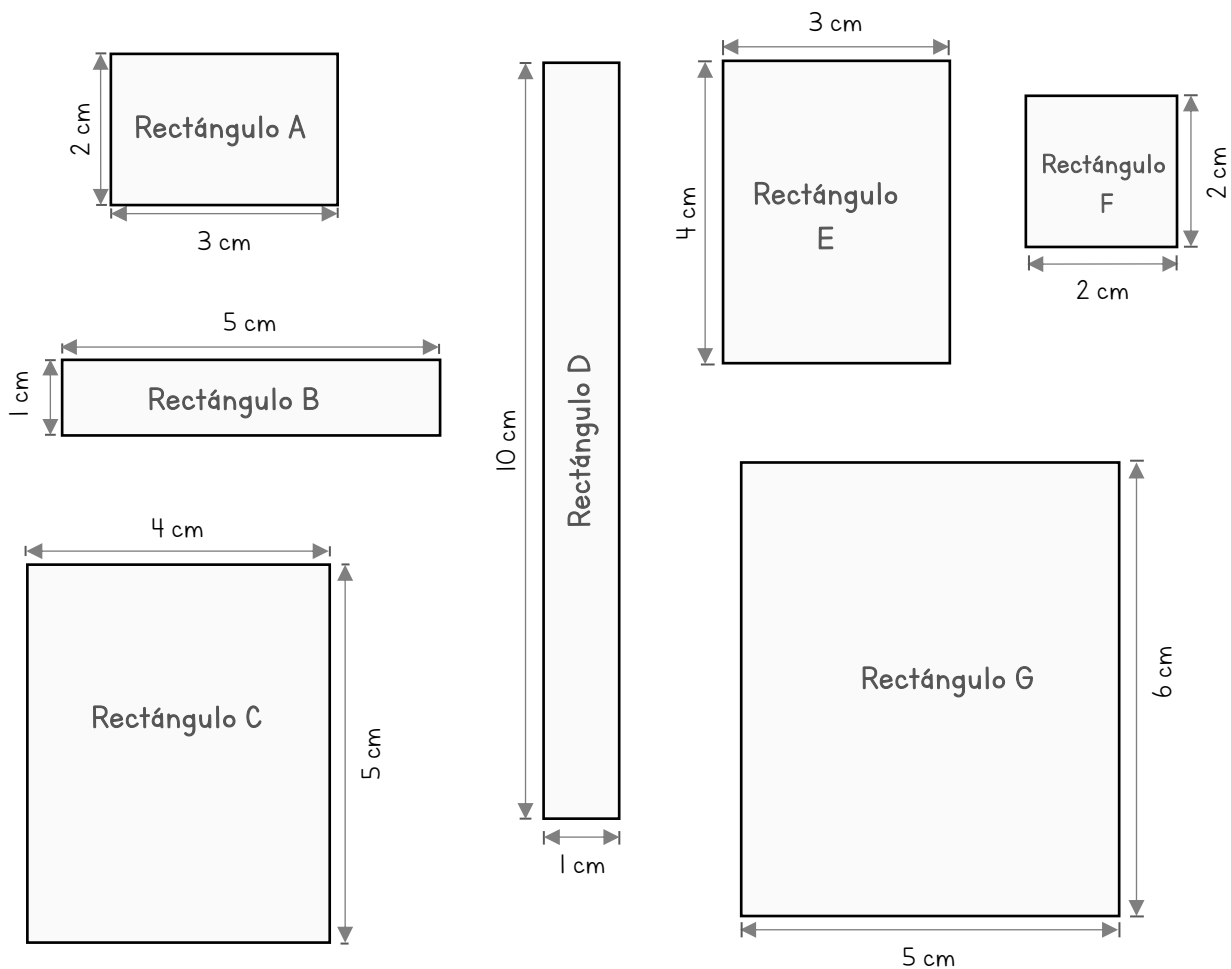 2 cm
Rectángulo A
3 cm
5 cm
1 cm
Rectángulo B
4 cm
Rectángulo C
5 cm
10 cm
Rectángulo D
1 cm
3 cm
4 cm
Rectángulo
E
Rectángulo
F
2 cm
2 cm
Rectángulo G
6 cm
5 cm